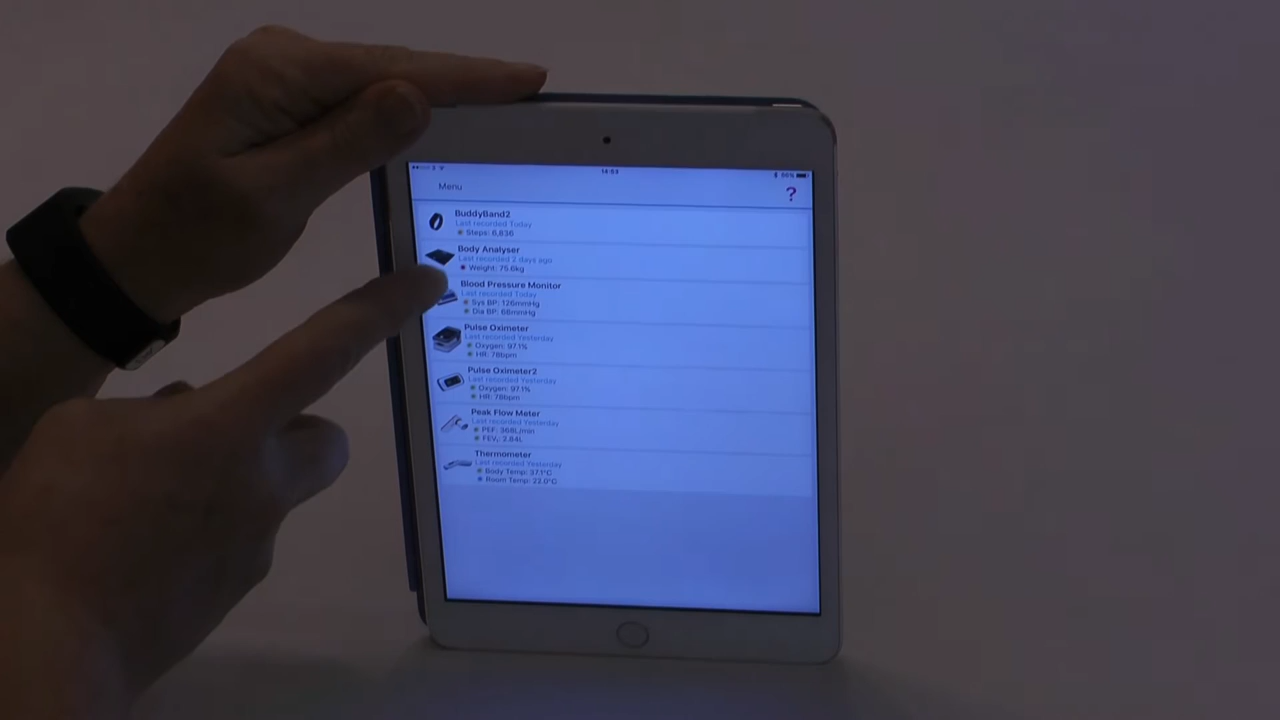 14:53
Menu
?
BuddyBand2
Last recorded Today
Steps: 6,836
Body Analyser
Last recorded 2 days ago
Weight: 75.6kg
Blood Pressure Monitor
Last recorded Today
Sys BP: 126mmHg
Dia BP: 68mmHg
Pulse Oximeter
Last recorded Yesterday
Oxygen: 97.1%
HR: 78bpm
Pulse Oximeter2
Last recorded Yesterday
Oxygen: 97.1%
HR: 78bpm
Peak Flow Meter
Last recorded Yesterday
PEF: 368L/min
FEV₁: 2.84L
Thermometer
Last recorded Yesterday
Body Temp: 37.1°C
Room Temp: 22.0°C